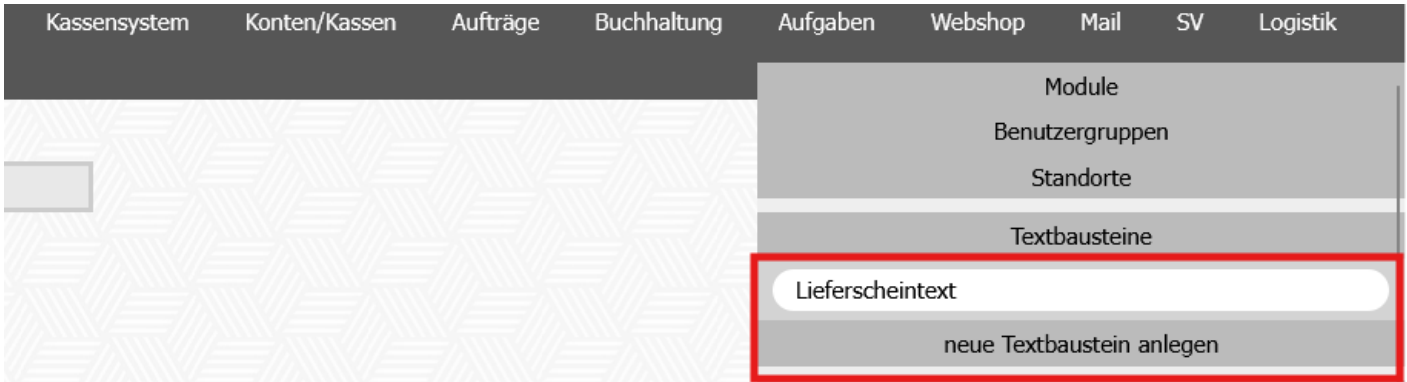 Kassensystem Konten/Kassen Aufträge Buchhaltung Aufgaben Webshop Mail SV Logistik
Module
Benutzergruppen
Standorte
Textbausteine
Lieferscheintext
neue Textbaustein anlegen